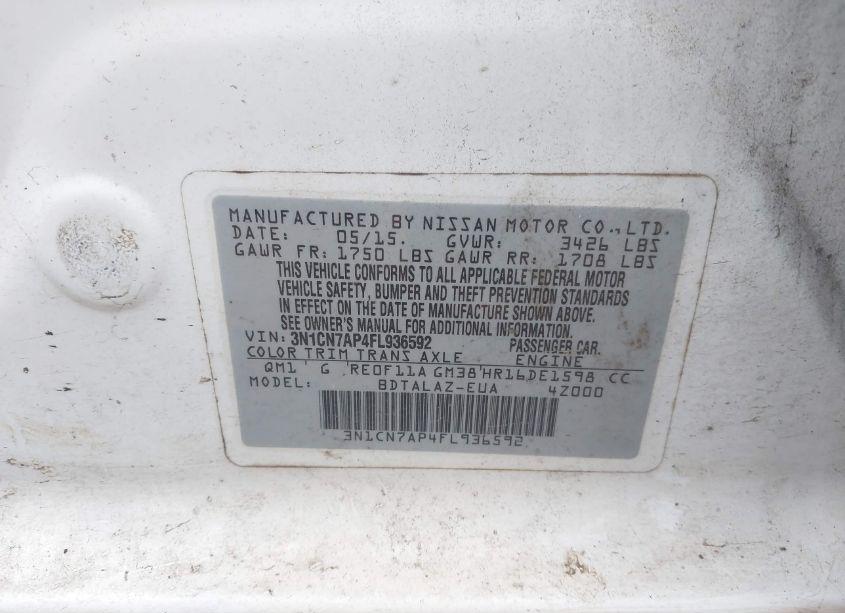 MANUFACTURED BY NISSAN MOTOR CO., LTD.
DATE: 05/15. GVWR: 3426 LBS
GAWR FR: 1750 LBS GAWR RR: 1708 LBS
THIS VEHICLE CONFORMS TO ALL APPLICABLE FEDERAL MOTOR
VEHICLE SAFETY, BUMPER AND THEFT PREVENTION STANDARDS
IN EFFECT ON THE DATE OF MANUFACTURE SHOWN ABOVE.
SEE OWNER'S MANUAL FOR ADDITIONAL INFORMATION.
VIN: 3N1CN7AP4FL936592 PASSENGER CAR.
COLOR TRIM TRANS AXLE ENGINE
QM1 ' G 'RE0F11A GM38'HR16DE1598 CC
MODEL: BDTALAZ-EUA 4Z000
3N1CN7AP4FL936592